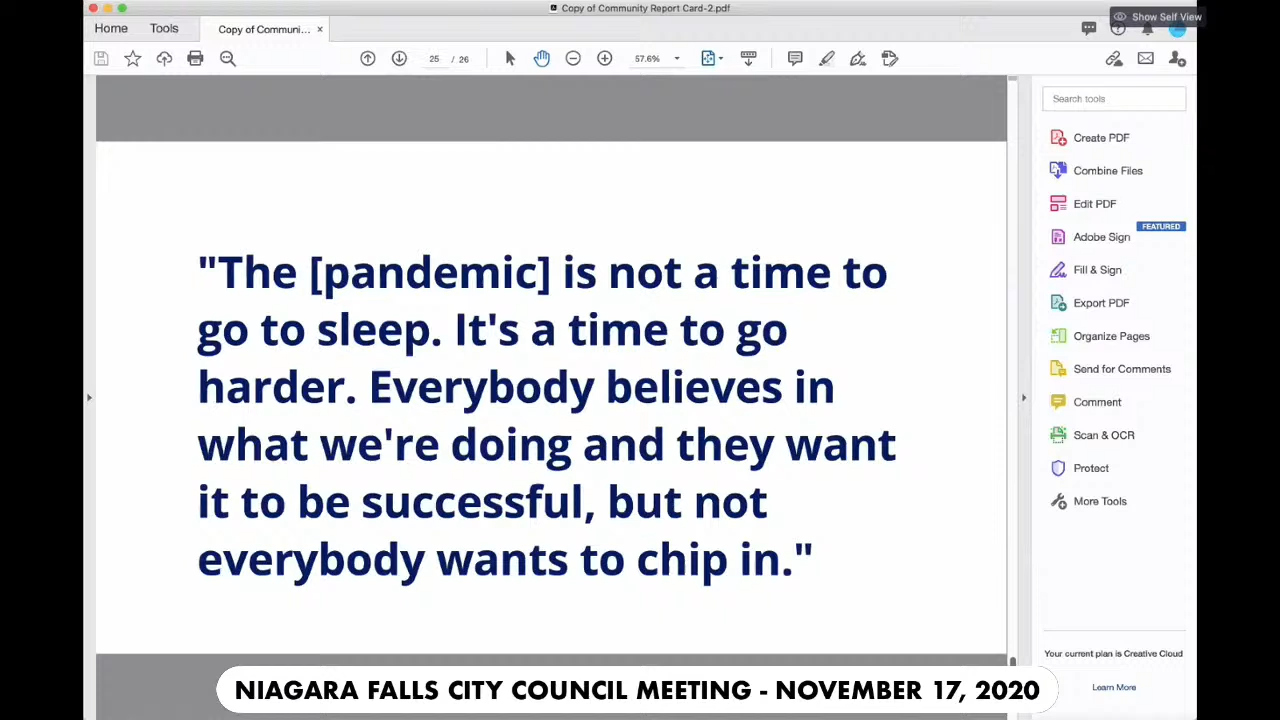 Copy of Community Report Card-2.pdf
Show Self View
Home
Tools
Copy of Communi... ×
25 / 26
57.6%
Search tools
Create PDF
Combine Files
Edit PDF
FEATURED
Adobe Sign
Fill & Sign
Export PDF
Organize Pages
Send for Comments
Comment
Scan & OCR
Protect
More Tools
"The [pandemic] is not a time to
go to sleep. It's a time to go
harder. Everybody believes in
what we're doing and they want
it to be successful, but not
everybody wants to chip in."
Your current plan is Creative Cloud
Learn More
NIAGARA FALLS CITY COUNCIL MEETING - NOVEMBER 17, 2020